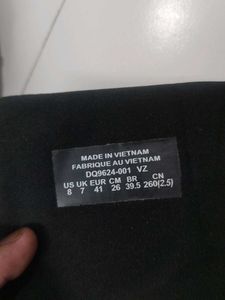 MADE IN VIETNAM
FABRIQUE AU VIETNAM
DQ9624-001 VZ
US UK EUR CM BR CN
8 7 41 26 39.5 260(2.5)